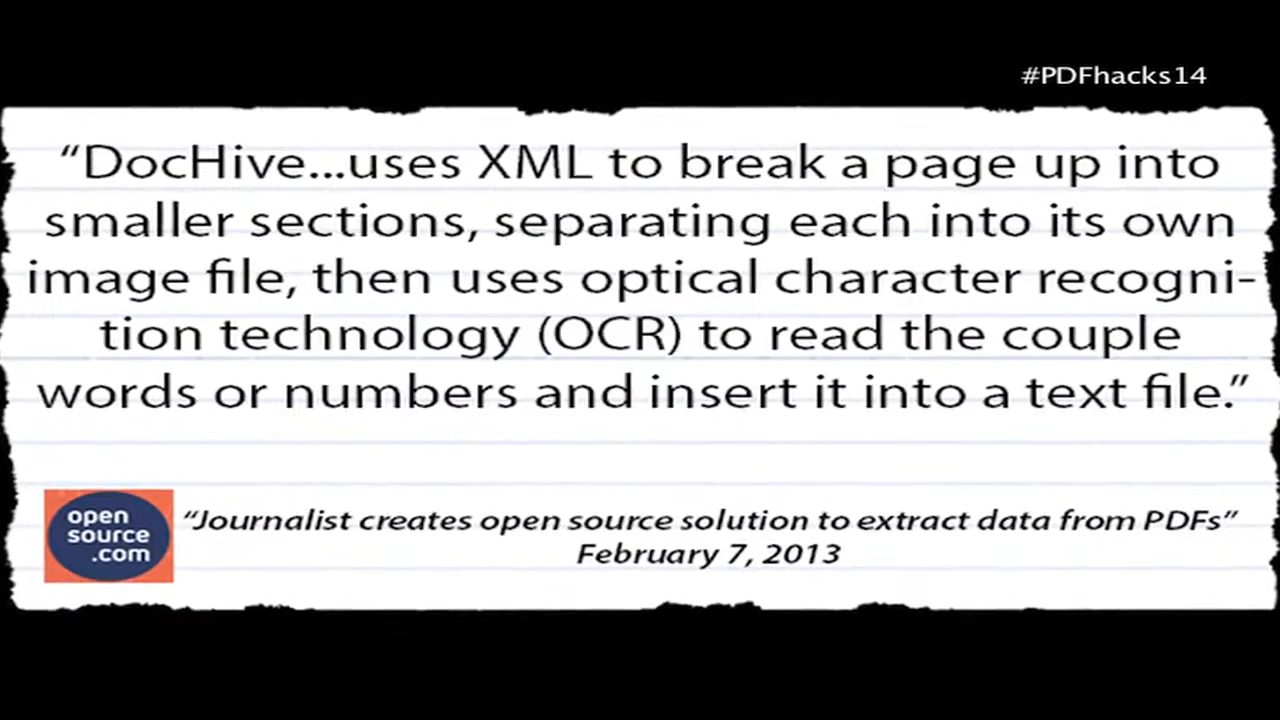 #PDFhacks14
“DocHive...uses XML to break a page up into
smaller sections, separating each into its own
image file, then uses optical character recogni-
tion technology (OCR) to read the couple
words or numbers and insert it into a text file.”
open
source
.com
“Journalist creates open source solution to extract data from PDFs”
February 7, 2013